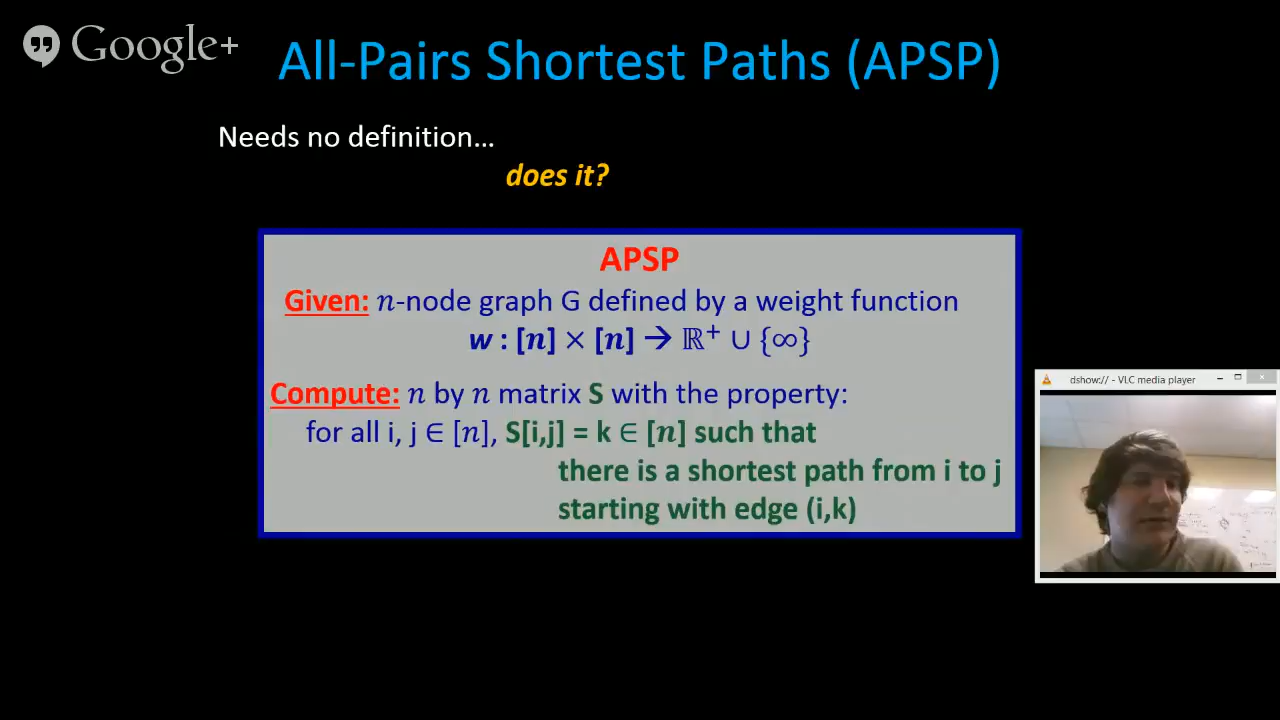 Google+
All-Pairs Shortest Paths (APSP)
Needs no definition…
does it?
APSP
Given: n-node graph G defined by a weight function
w : [n] × [n] → ℝ⁺ ∪ {∞}
Compute: n by n matrix S with the property:
for all i, j ∈ [n], S[i,j] = k ∈ [n] such that
there is a shortest path from i to j
starting with edge (i,k)
dshow:// - VLC media player